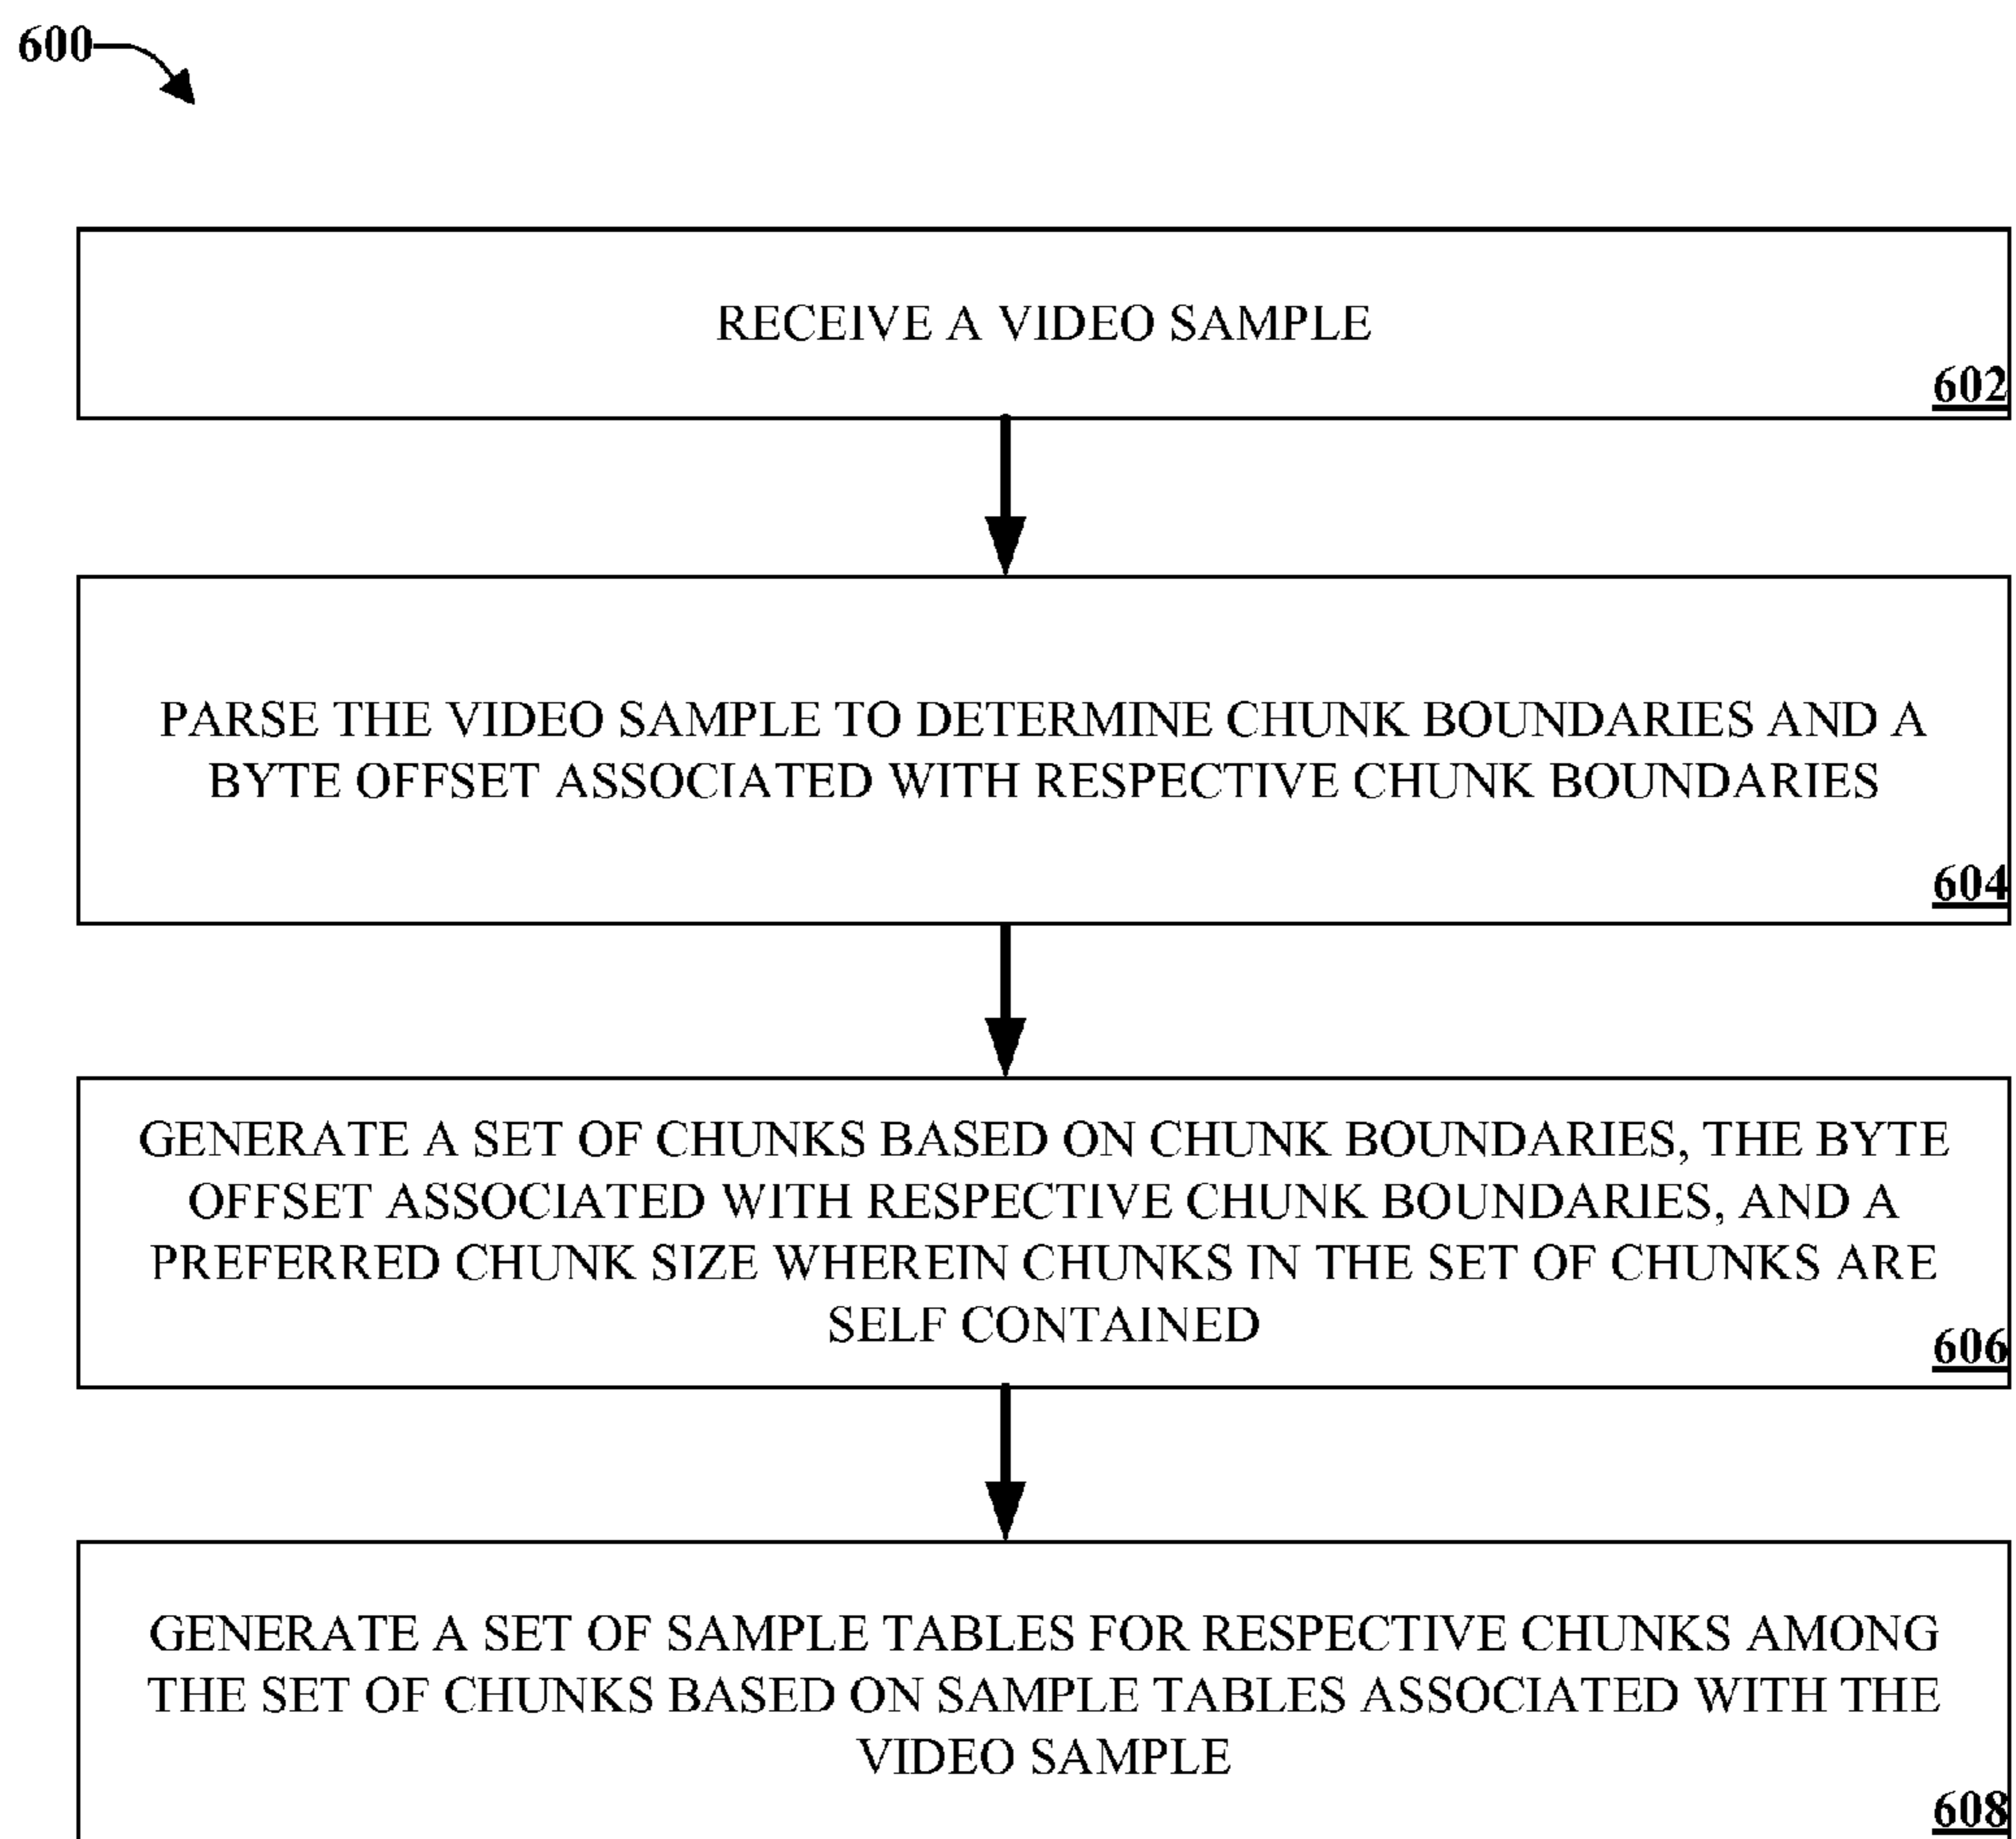 600
RECEIVE A VIDEO SAMPLE
602
PARSE THE VIDEO SAMPLE TO DETERMINE CHUNK BOUNDARIES AND A
BYTE OFFSET ASSOCIATED WITH RESPECTIVE CHUNK BOUNDARIES
604
GENERATE A SET OF CHUNKS BASED ON CHUNK BOUNDARIES, THE BYTE
OFFSET ASSOCIATED WITH RESPECTIVE CHUNK BOUNDARIES, AND A
PREFERRED CHUNK SIZE WHEREIN CHUNKS IN THE SET OF CHUNKS ARE
SELF CONTAINED
606
GENERATE A SET OF SAMPLE TABLES FOR RESPECTIVE CHUNKS AMONG
THE SET OF CHUNKS BASED ON SAMPLE TABLES ASSOCIATED WITH THE
VIDEO SAMPLE
608